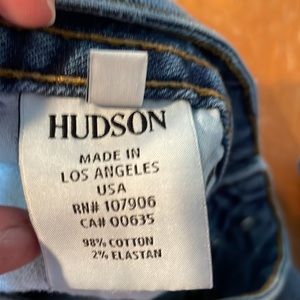 HUDSON
MADE IN
LOS ANGELES
USA
RN# 107906
CA# 00635
98% COTTON
2% ELASTAN